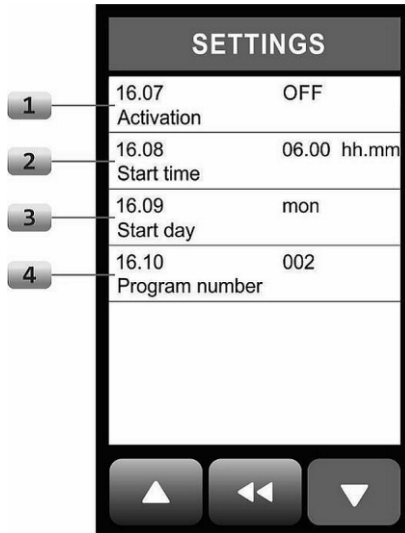 SETTINGS
1
16.07 OFF
Activation
2
16.08 06.00 hh.mm
Start time
3
16.09 mon
Start day
4
16.10 002
Program number